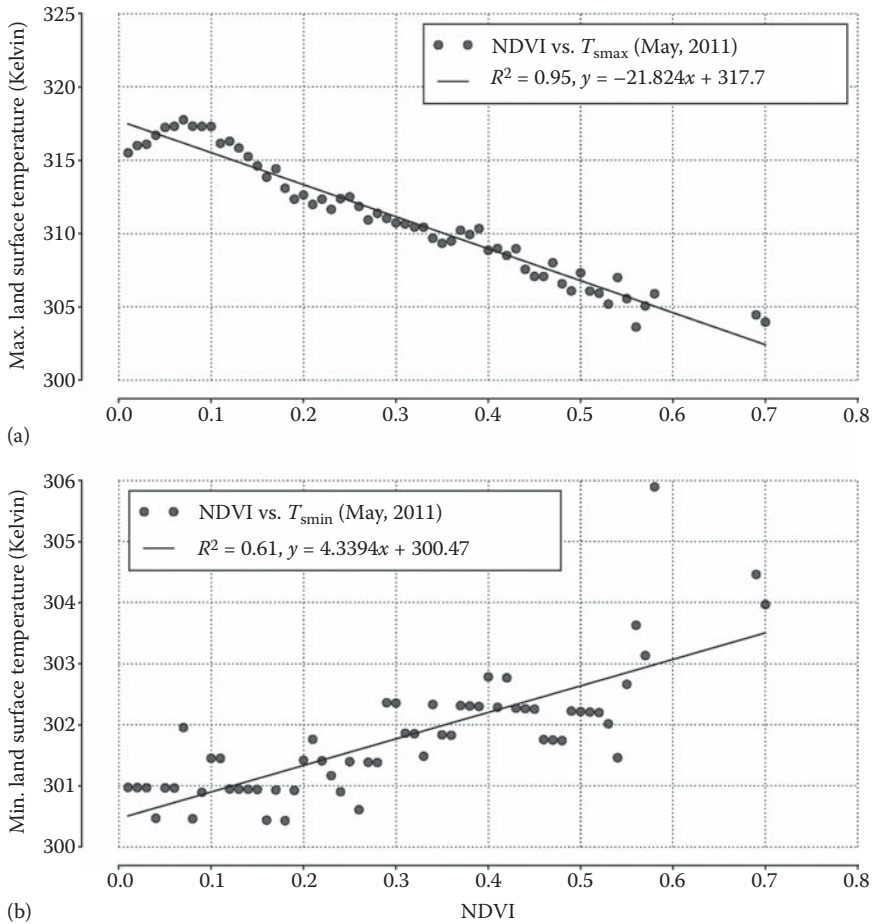 325
NDVI vs. Tsmax (May, 2011)
R2 = 0.95, y = −21.824x + 317.7
320
315
310
305
300
Max. land surface temperature (Kelvin)
0.0 0.1 0.2 0.3 0.4 0.5 0.6 0.7 0.8
(a)
306
NDVI vs. Tsmin (May, 2011)
R2 = 0.61, y = 4.3394x + 300.47
305
304
303
302
301
300
Min. land surface temperature (Kelvin)
0.0 0.1 0.2 0.3 0.4 0.5 0.6 0.7 0.8
(b)
NDVI